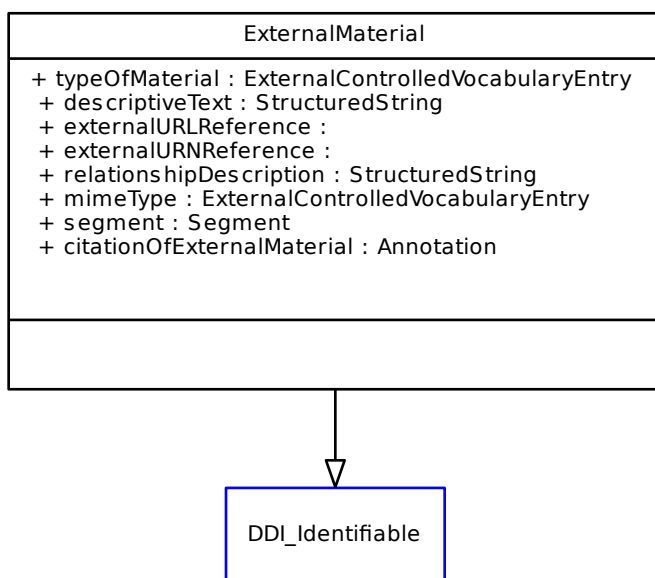 ExternalMaterial
+ typeOfMaterial : ExternalControlledVocabularyEntry
+ descriptiveText : StructuredString
+ externalURLReference :
+ externalURNReference :
+ relationshipDescription : StructuredString
+ mimeType : ExternalControlledVocabularyEntry
+ segment : Segment
+ citationOfExternalMaterial : Annotation
DDI_Identifiable